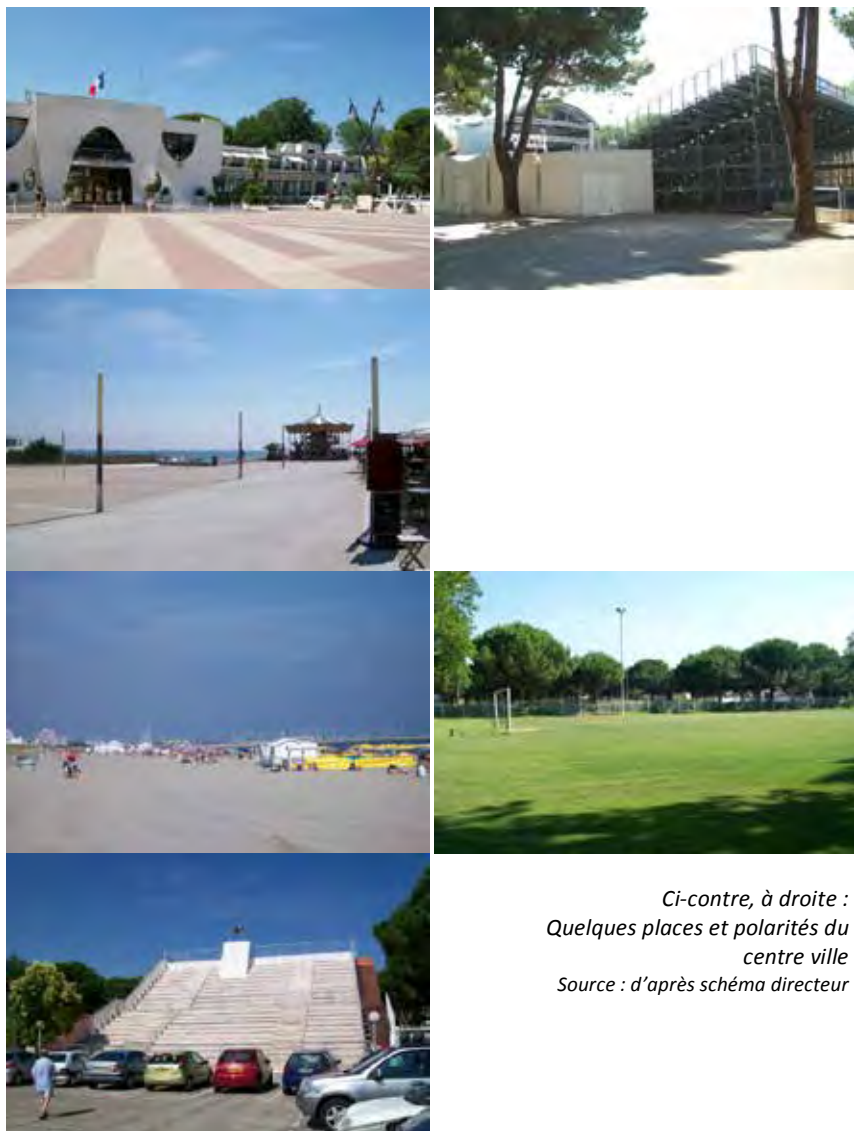 Ci-contre, à droite :
Quelques places et polarités du
centre ville
Source : d'après schéma directeur